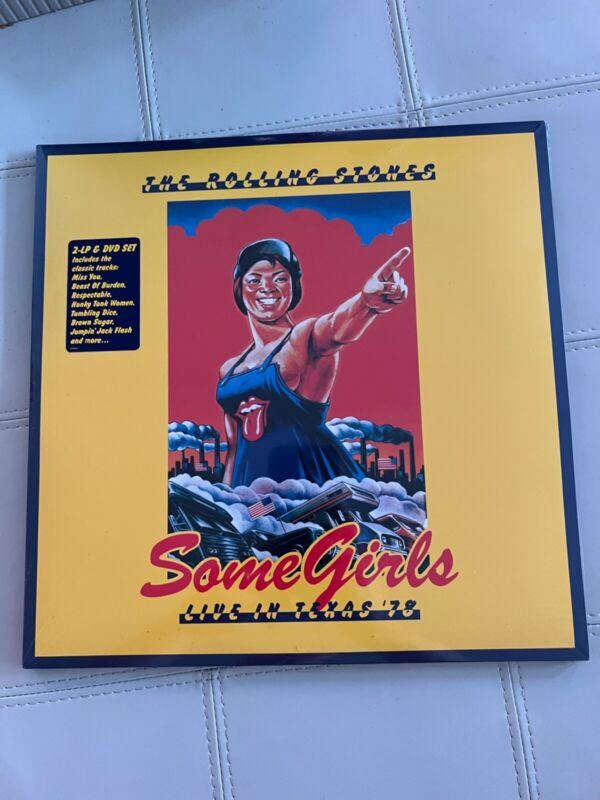 THE ROLLING STONES
2-LP & DVD SET
Includes the
classic tracks:
Miss You,
Beast Of Burden,
Respectable,
Honky Tonk Women,
Tumbling Dice,
Brown Sugar,
Jumpin' Jack Flash
and more...
Some Girls
LIVE IN TEXAS '78